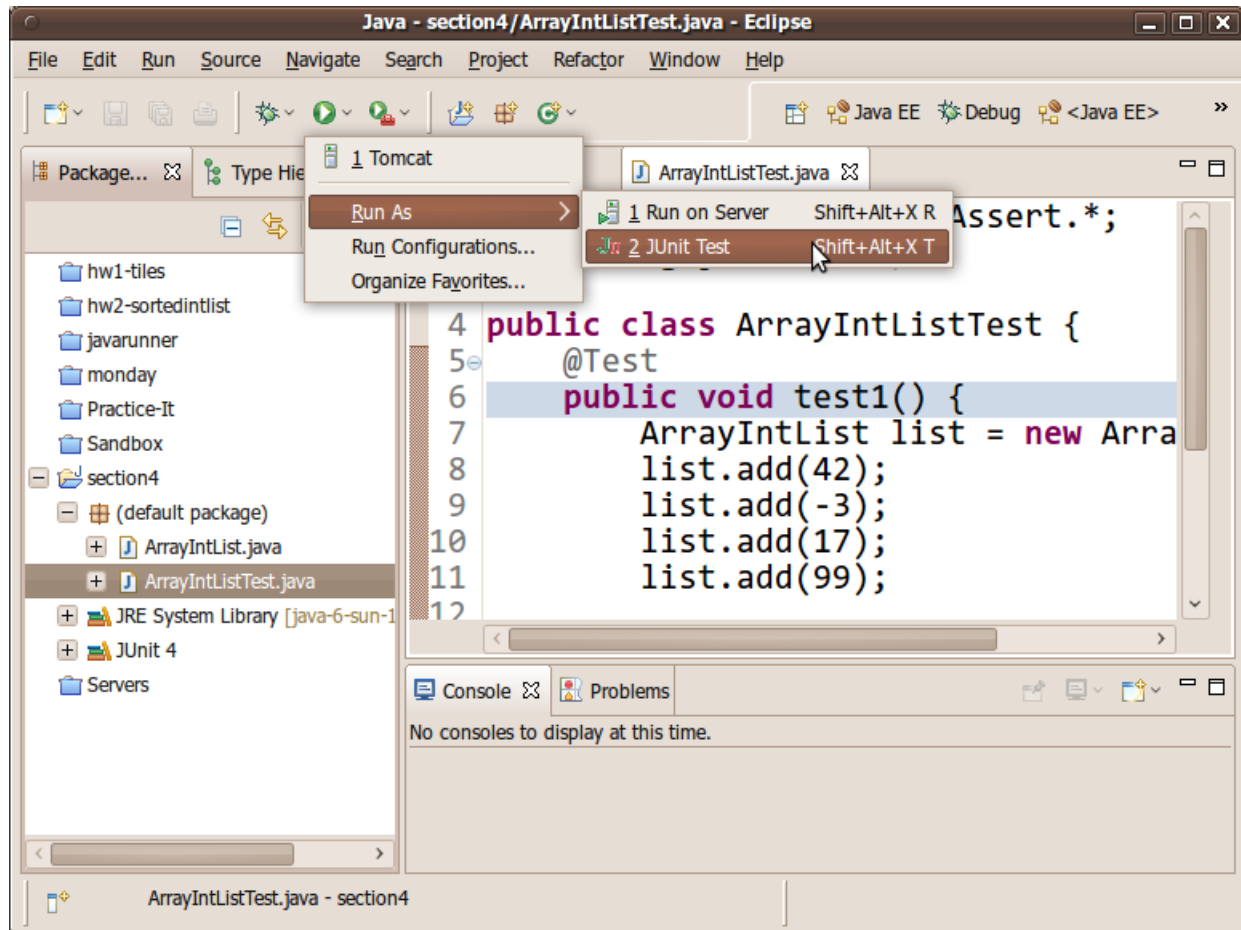 Java - section4/ArrayIntListTest.java - Eclipse
File Edit Run Source Navigate Search Project Refactor Window Help
Java EE Debug <Java EE> »
Package... Type Hie
ArrayIntListTest.java
1 Tomcat
Run As
Run Configurations...
Organize Favorites...
1 Run on Server Shift+Alt+X R
2 JUnit Test Shift+Alt+X T
hw1-tiles
hw2-sortedintlist
javarunner
monday
Practice-It
Sandbox
section4
(default package)
ArrayIntList.java
ArrayIntListTest.java
JRE System Library [java-6-sun-1
JUnit 4
Servers
Assert.*;
4 public class ArrayIntListTest {
5 @Test
6 public void test1() {
7 ArrayIntList list = new Arra
8 list.add(42);
9 list.add(-3);
10 list.add(17);
11 list.add(99);
12
Console Problems
No consoles to display at this time.
ArrayIntListTest.java - section4